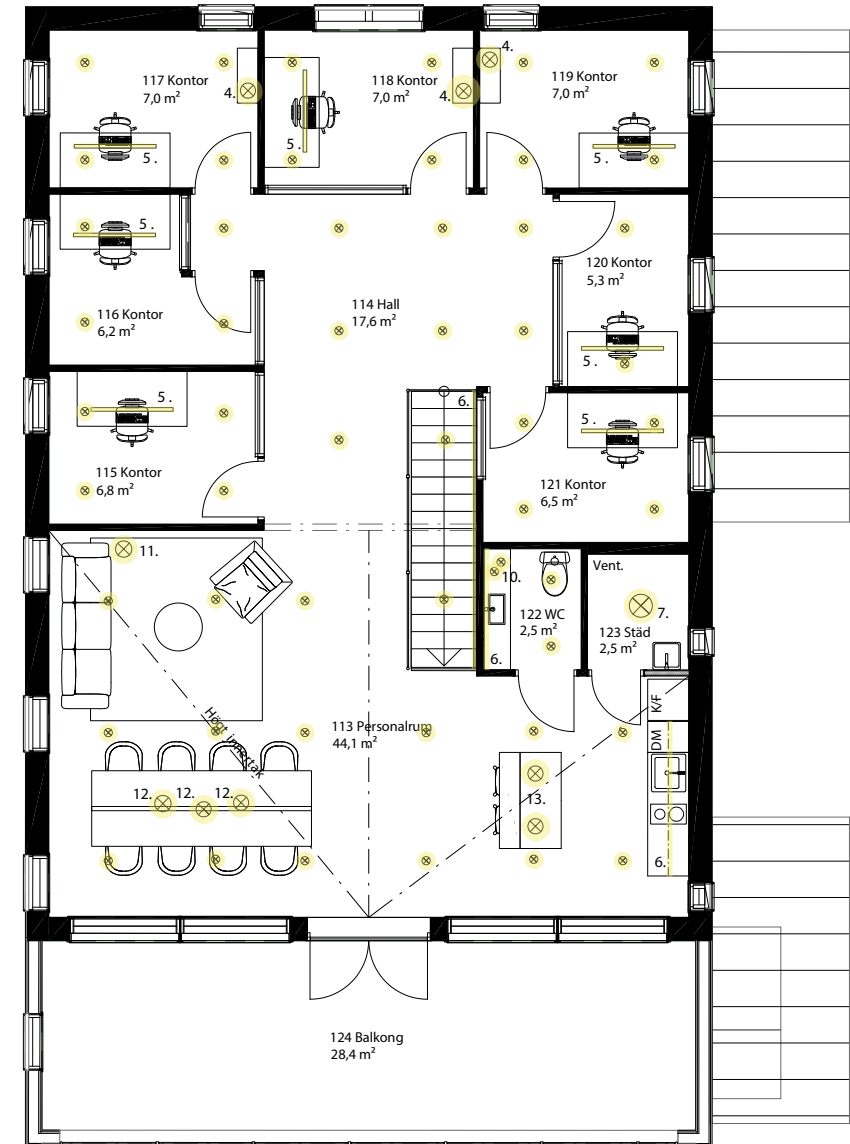 4.
117 Kontor
7,0 m²
4.
5 .
118 Kontor
7,0 m²
4.
5 .
119 Kontor
7,0 m²
5 .
5 .
116 Kontor
6,2 m²
114 Hall
17,6 m²
120 Kontor
5,3 m²
5 .
5 .
6.
5 .
115 Kontor
6,8 m²
121 Kontor
6,5 m²
11.
10.
Vent.
122 WC
2,5 m²
7.
123 Städ
2,5 m²
6.
K/F
Högt innertak
113 Personalrum
44,1 m²
DM
12.
12.
12.
13.
6.
124 Balkong
28,4 m²